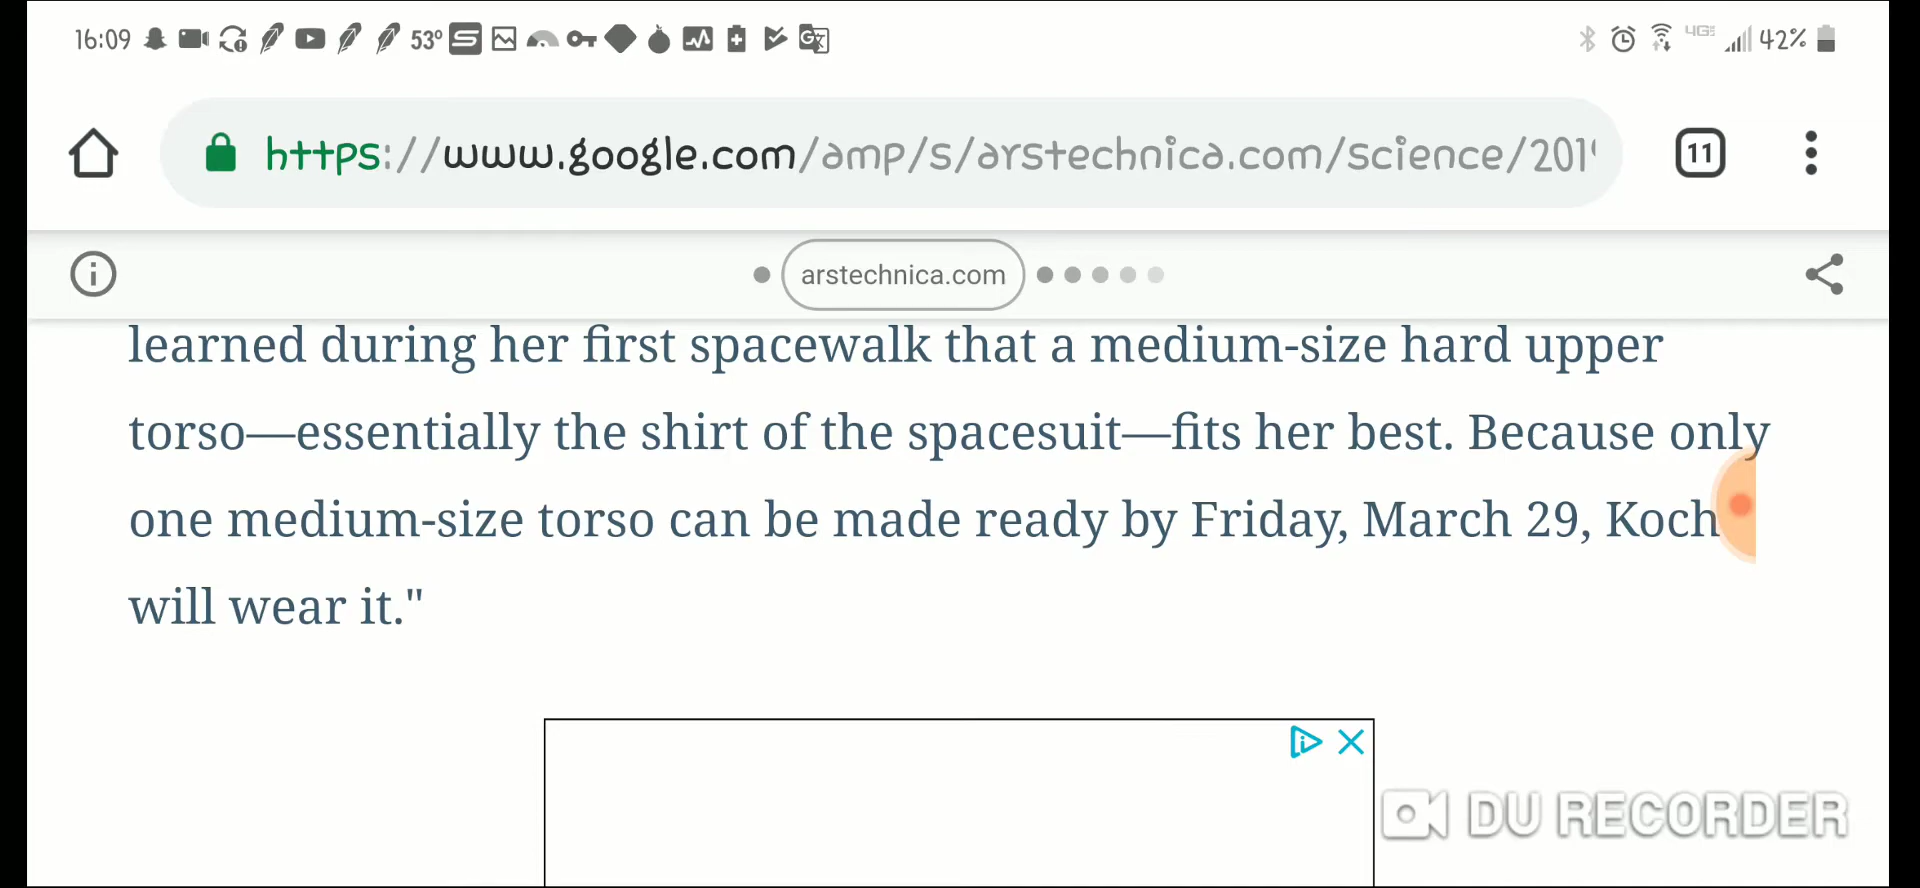 16:09 53° 4G 42%
https://www.google.com/amp/s/arstechnica.com/science/201
11
arstechnica.com
learned during her first spacewalk that a medium-size hard upper
torso—essentially the shirt of the spacesuit—fits her best. Because only
one medium-size torso can be made ready by Friday, March 29, Koch
will wear it."
DU RECORDER